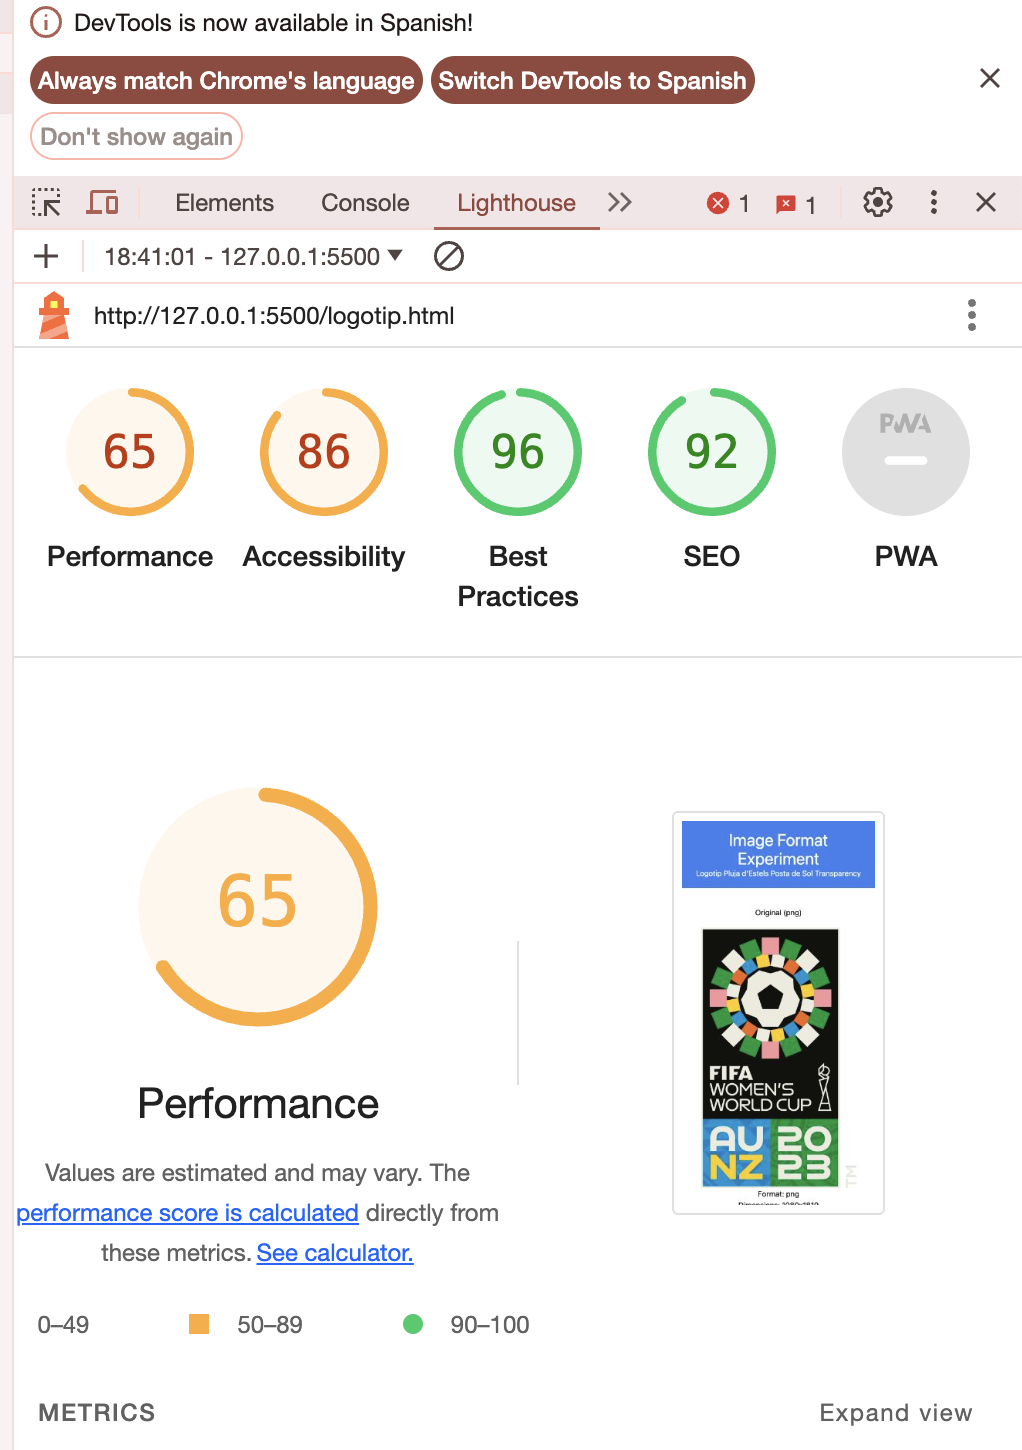 DevTools is now available in Spanish!
Always match Chrome's language
Switch DevTools to Spanish
Don't show again
Elements
Console
Lighthouse
1
1
18:41:01 - 127.0.0.1:5500
http://127.0.0.1:5500/logotip.html
65
86
96
92
PWA
Performance
Accessibility
Best
Practices
SEO
PWA
65
Performance
Values are estimated and may vary. The
performance score is calculated directly from
these metrics. See calculator.
0–49
50–89
90–100
Image Format
Experiment
Logotip Pluja d'Estels Posta de Sol Transparency
Original (png)
FIFA
WOMEN'S
WORLD CUP
AU 20
NZ 23
TM
Format: png
Dimensions: 1080x1819
METRICS
Expand view